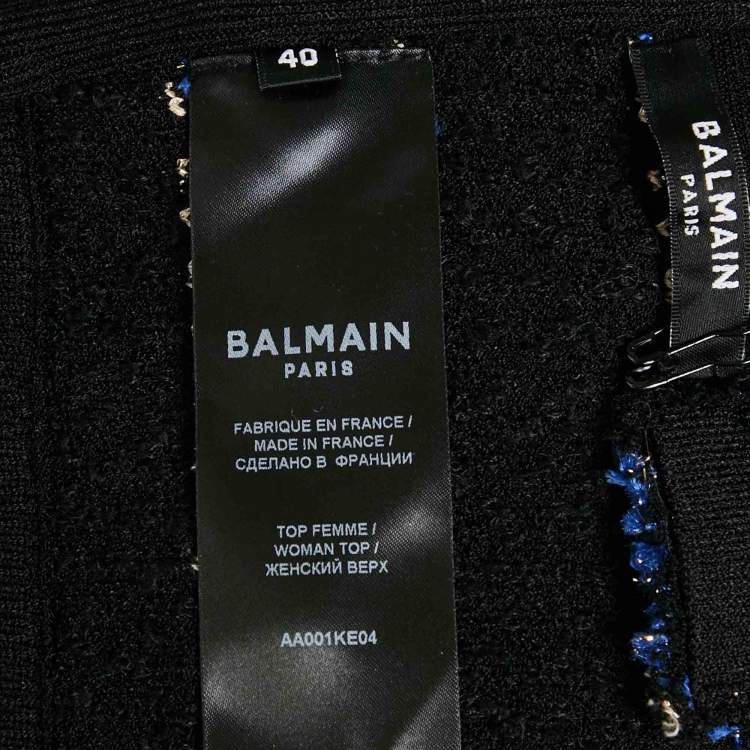 40
BALMAIN
PARIS
FABRIQUE EN FRANCE /
MADE IN FRANCE /
СДЕЛАНО В ФРАНЦИИ
TOP FEMME /
WOMAN TOP /
ЖЕНСКИЙ ВЕРХ
AA001KE04
BALMAIN
PARIS